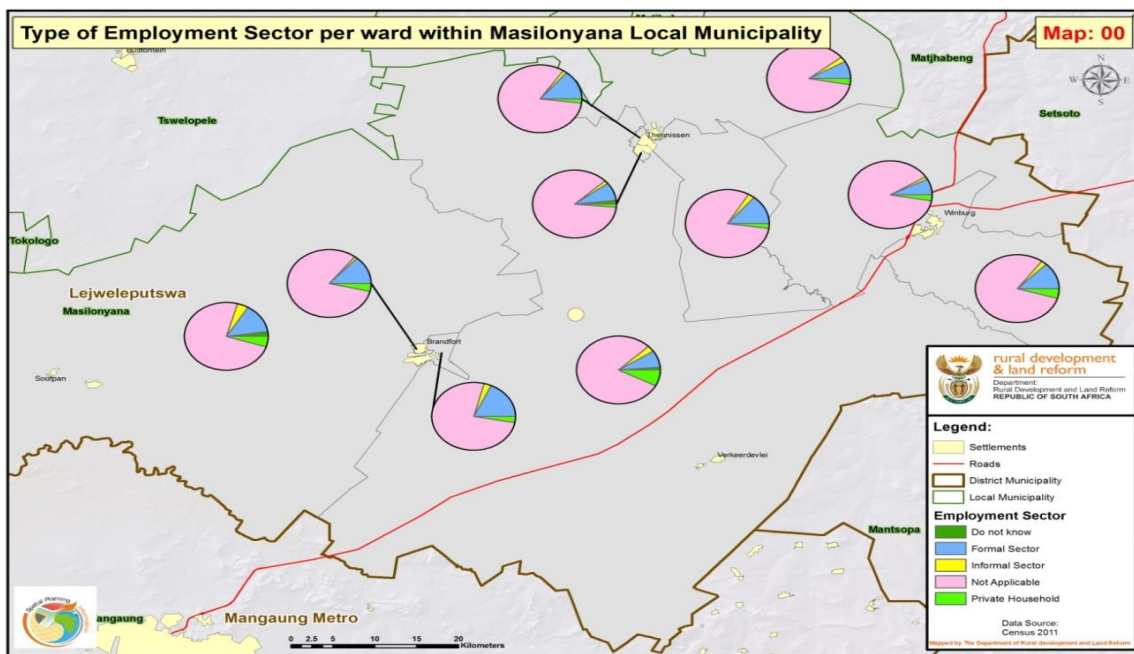 Type of Employment Sector per ward within Masilonyana Local Municipality
Map: 00
Bultfontein
Matjhabeng
N
W E
S
Tswelopele
Theunissen
Setsoto
Winburg
Tokologo
Lejweleputswa
Masilonyana
Brandfort
Soutpan
Verkeerdevlei
Mantsopa
Mangaung Metro
angaung
Spatial Planning
0 2.5 5 10 15 20
Kilometers
rural development
& land reform
Department:
Rural Development and Land Reform
REPUBLIC OF SOUTH AFRICA
Legend:
Settlements
Roads
District Municipality
Local Municipality
Employment Sector
Do not know
Formal Sector
Informal Sector
Not Applicable
Private Household
Data Source:
Census 2011
Mapped by The Department of Rural development and Land Reform